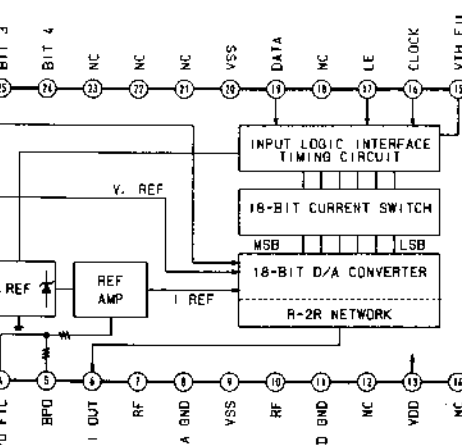 BIT 3
BIT 4
NC
NC
NC
VSS
DATA
NC
LE
CLOCK
25
24
23
22
21
20
19
18
17
16
15
INPUT LOGIC INTERFACE
TIMING CIRCUIT
V. REF
18-BIT CURRENT SWITCH
MSB
LSB
18-BIT D/A CONVERTER
REF
REF
AMP
I REF
R-2R NETWORK
4
5
6
7
8
9
10
11
12
13
BPO
I OUT
RF
A GND
VSS
RF
D GND
NC
VDD
NC